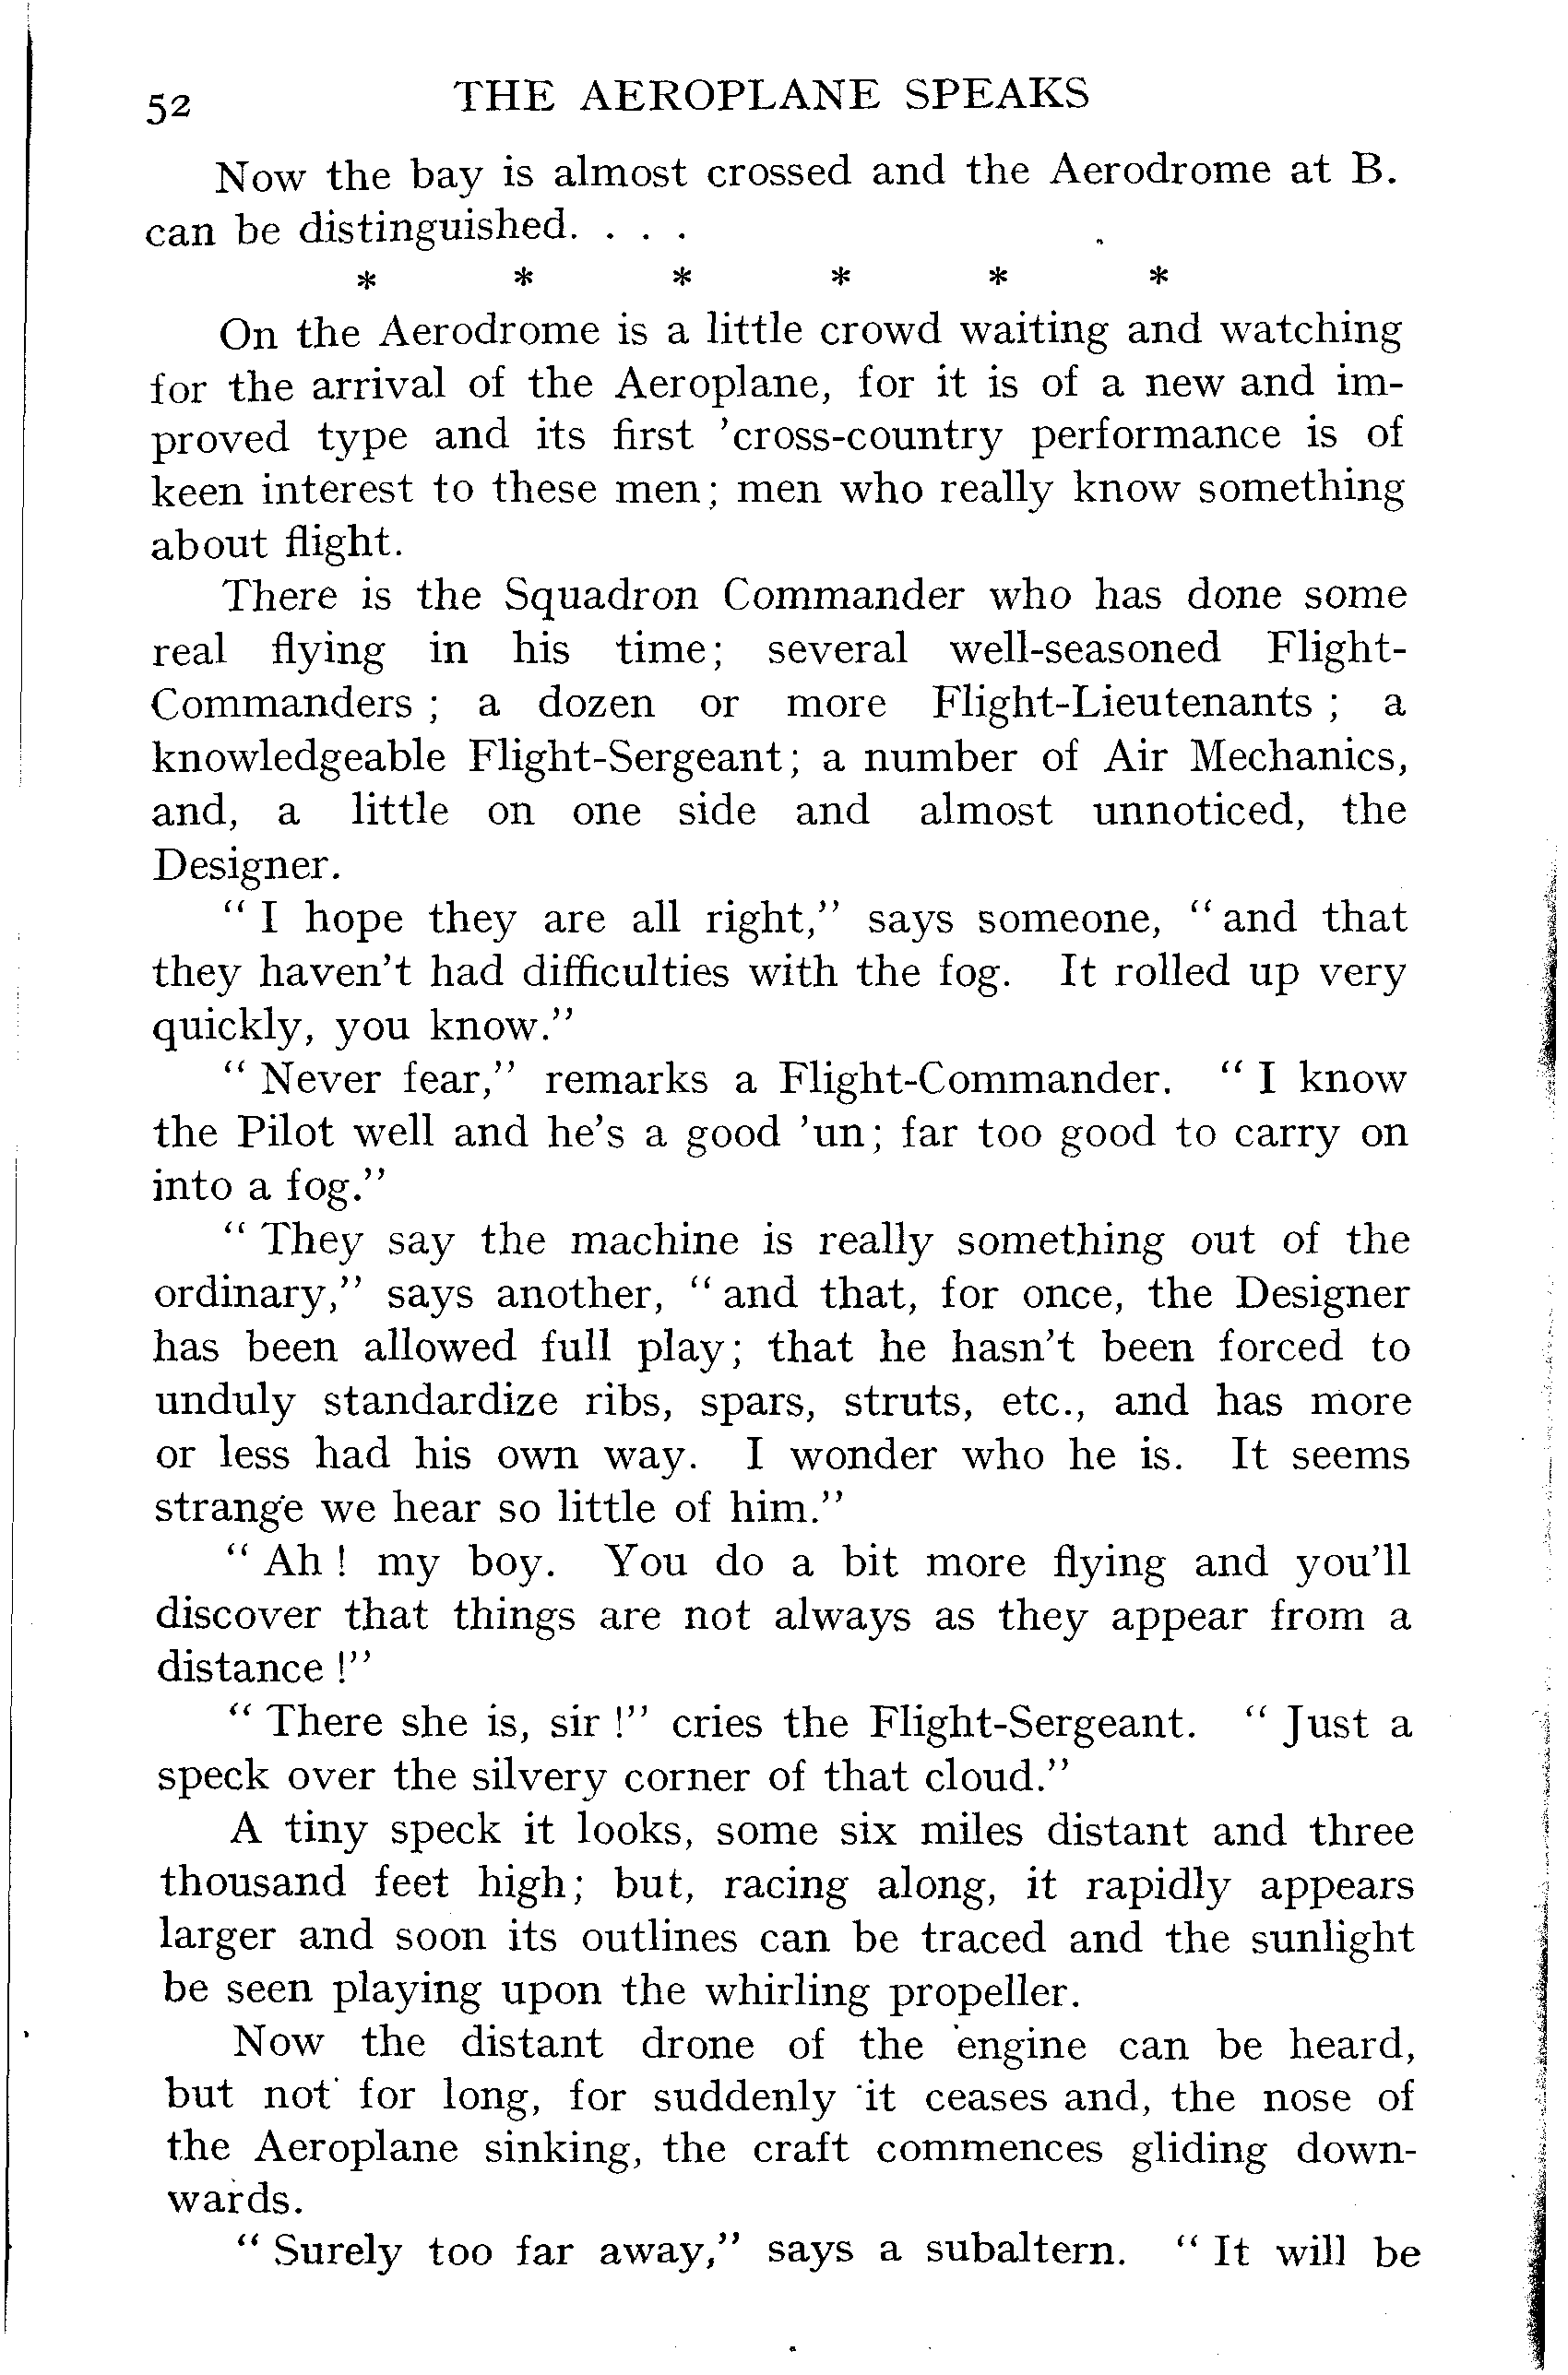 52 THE AEROPLANE SPEAKS
Now the bay is almost crossed and the Aerodrome at B.
can be distinguished. . . .
* * * * * *
On the Aerodrome is a little crowd waiting and watching
for the arrival of the Aeroplane, for it is of a new and im-
proved type and its first 'cross-country performance is of
keen interest to these men; men who really know something
about flight.
There is the Squadron Commander who has done some
real flying in his time; several well-seasoned Flight-
Commanders ; a dozen or more Flight-Lieutenants ; a
knowledgeable Flight-Sergeant; a number of Air Mechanics,
and, a little on one side and almost unnoticed, the
Designer.
“ I hope they are all right,” says someone, “ and that
they haven't had difficulties with the fog. It rolled up very
quickly, you know.”
“ Never fear,” remarks a Flight-Commander. “ I know
the Pilot well and he's a good 'un; far too good to carry on
into a fog.”
“ They say the machine is really something out of the
ordinary,” says another, “ and that, for once, the Designer
has been allowed full play; that he hasn't been forced to
unduly standardize ribs, spars, struts, etc., and has more
or less had his own way. I wonder who he is. It seems
strange we hear so little of him.”
“ Ah ! my boy. You do a bit more flying and you'll
discover that things are not always as they appear from a
distance !”
“ There she is, sir !” cries the Flight-Sergeant. “ Just a
speck over the silvery corner of that cloud.”
A tiny speck it looks, some six miles distant and three
thousand feet high; but, racing along, it rapidly appears
larger and soon its outlines can be traced and the sunlight
be seen playing upon the whirling propeller.
Now the distant drone of the engine can be heard,
but not for long, for suddenly it ceases and, the nose of
the Aeroplane sinking, the craft commences gliding down-
wards.
“ Surely too far away,” says a subaltern. “ It will be